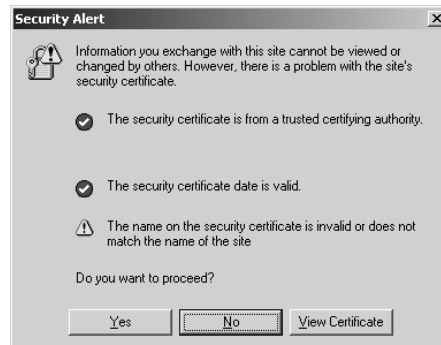 Security Alert
Information you exchange with this site cannot be viewed or
changed by others. However, there is a problem with the site's
security certificate.
The security certificate is from a trusted certifying authority.
The security certificate date is valid.
The name on the security certificate is invalid or does not
match the name of the site
Do you want to proceed?
Yes No View Certificate